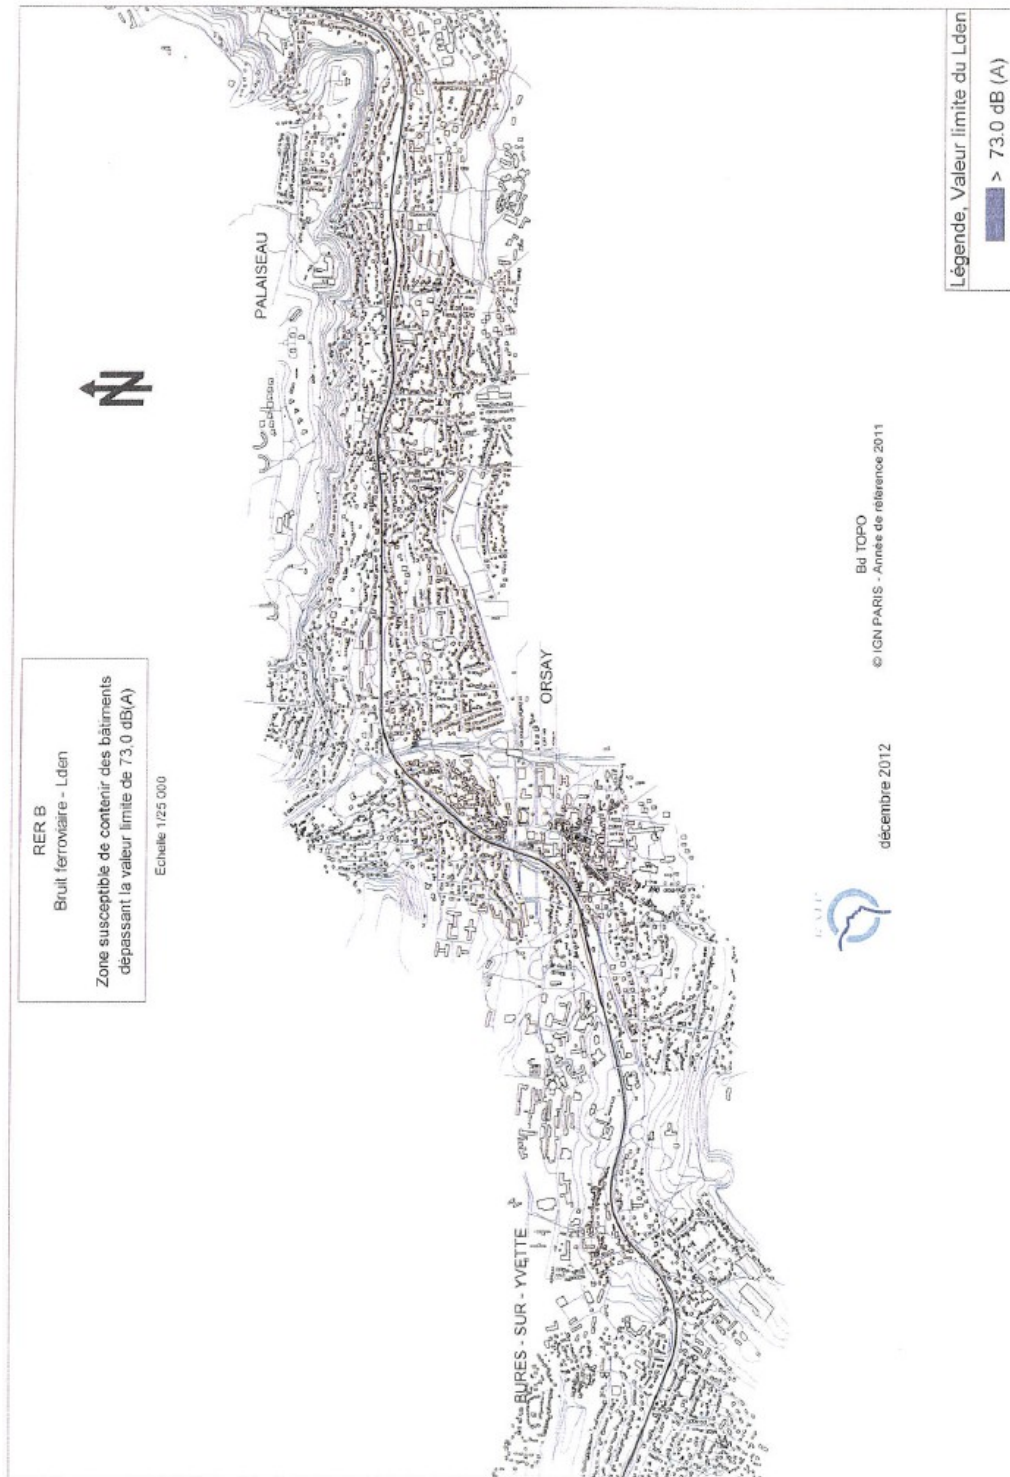 RER B
Bruit ferroviaire - Lden
Zone susceptible de contenir des bâtiments
dépassant la valeur limite de 73,0 dB(A)
Echelle 1/25 000
N
PALAISEAU
ORSAY
BURES - SUR - YVETTE
décembre 2012
Bd TOPO
© IGN PARIS - Année de référence 2011
Légende, Valeur limite du Lden
> 73.0 dB (A)